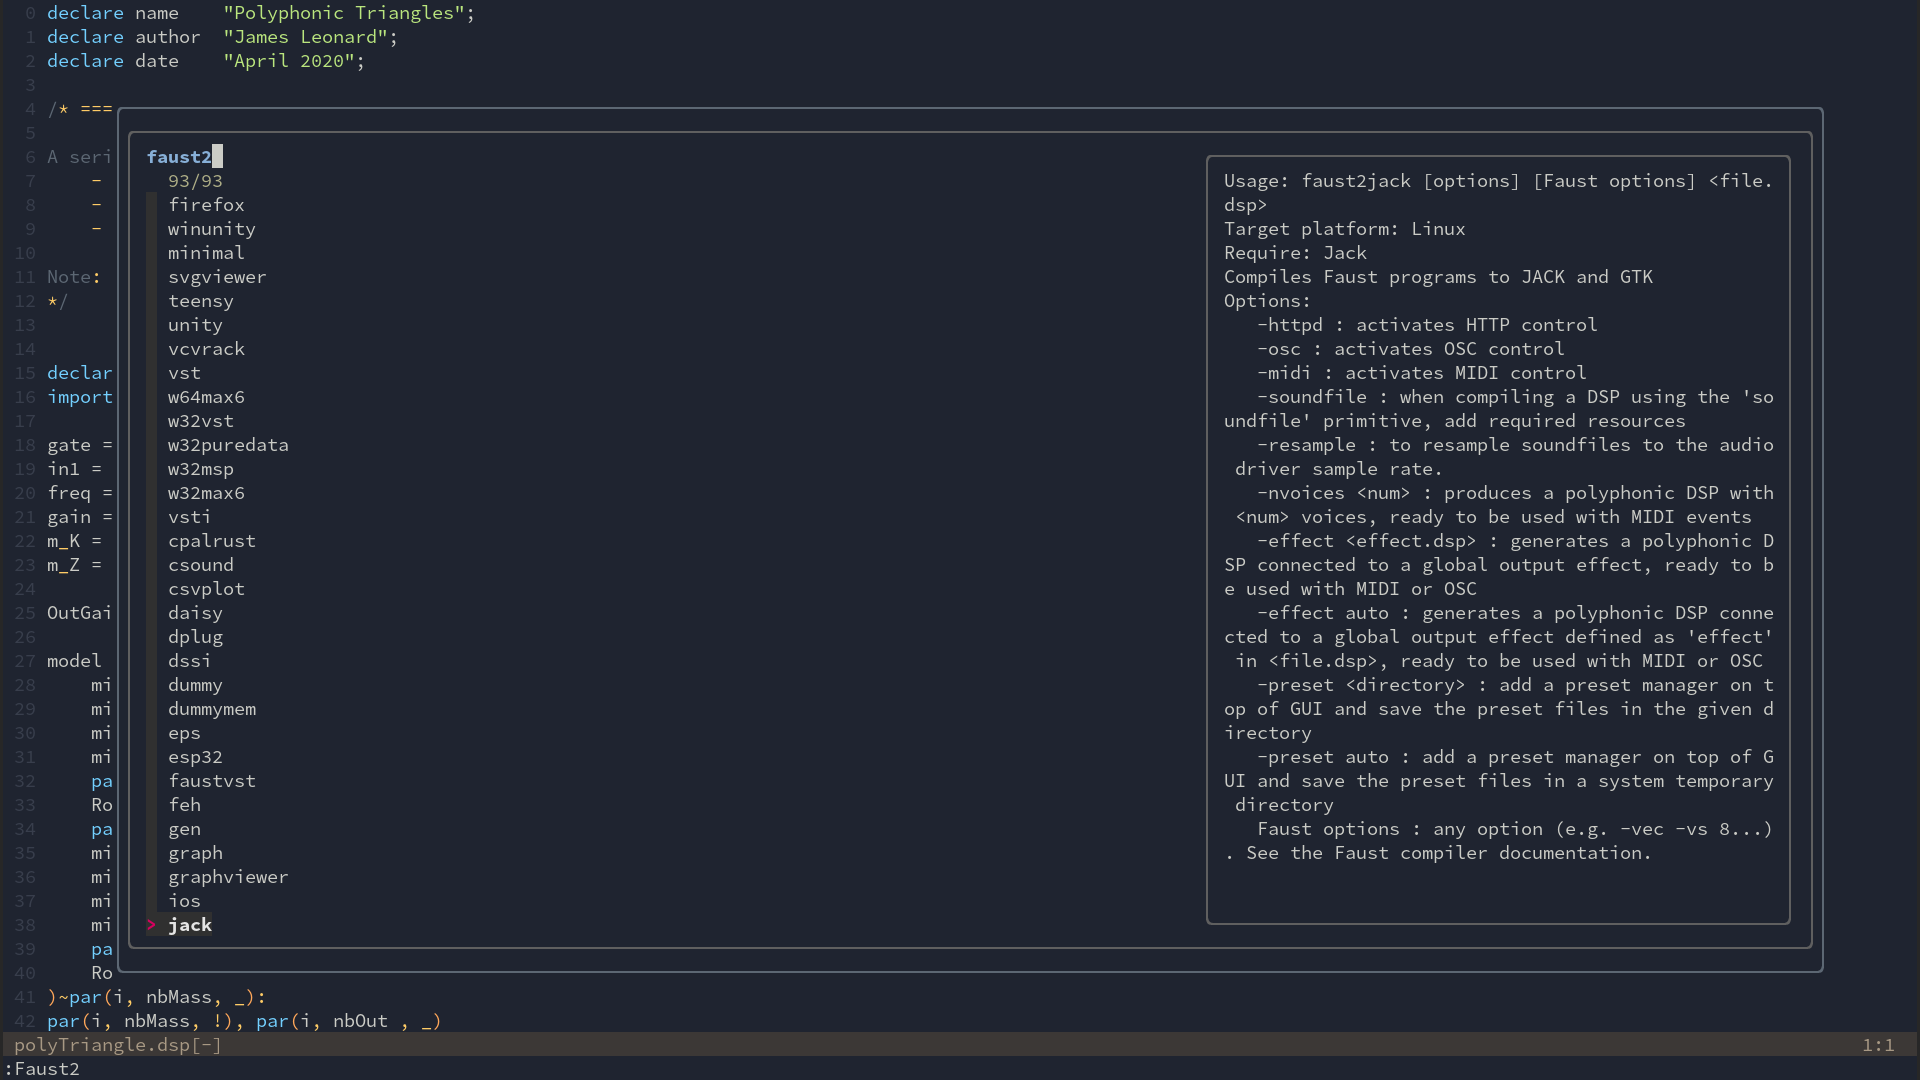 0 declare name    "Polyphonic Triangles";
1 declare author  "James Leonard";
2 declare date    "April 2020";
3
4 /* ===
5
6 A seri
7     -
8     -
9     -
10
11 Note:
12 */
13
14
15 declar
16 import
17
18 gate =
19 in1 =
20 freq =
21 gain =
22 m_K =
23 m_Z =
24
25 OutGai
26
27 model
28     mi
29     mi
30     mi
31     mi
32     pa
33     Ro
34     pa
35     mi
36     mi
37     mi
38     mi
39     pa
40     Ro
41 )~par(i, nbMass, _):
42 par(i, nbMass, !), par(i, nbOut , _)
faust2
93/93
firefox
winunity
minimal
svgviewer
teensy
unity
vcvrack
vst
w64max6
w32vst
w32puredata
w32msp
w32max6
vsti
cpalrust
csound
csvplot
daisy
dplug
dssi
dummy
dummymem
eps
esp32
faustvst
feh
gen
graph
graphviewer
ios
> jack
Usage: faust2jack [options] [Faust options] <file.
dsp>
Target platform: Linux
Require: Jack
Compiles Faust programs to JACK and GTK
Options:
   -httpd : activates HTTP control
   -osc : activates OSC control
   -midi : activates MIDI control
   -soundfile : when compiling a DSP using the 'so
undfile' primitive, add required resources
   -resample : to resample soundfiles to the audio
 driver sample rate.
   -nvoices <num> : produces a polyphonic DSP with
 <num> voices, ready to be used with MIDI events
   -effect <effect.dsp> : generates a polyphonic D
SP connected to a global output effect, ready to b
e used with MIDI or OSC
   -effect auto : generates a polyphonic DSP conne
cted to a global output effect defined as 'effect'
 in <file.dsp>, ready to be used with MIDI or OSC
   -preset <directory> : add a preset manager on t
op of GUI and save the preset files in the given d
irectory
   -preset auto : add a preset manager on top of G
UI and save the preset files in a system temporary
 directory
   Faust options : any option (e.g. -vec -vs 8...)
. See the Faust compiler documentation.
polyTriangle.dsp[-]
1:1
:Faust2